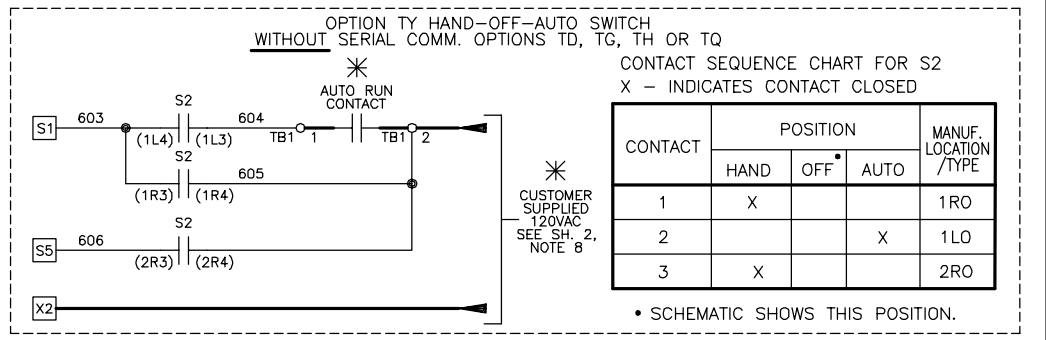 OPTION TY HAND-OFF-AUTO SWITCH
WITHOUT SERIAL COMM. OPTIONS TD, TG, TH OR TQ
AUTO RUN
CONTACT
S1
603
S2
(1L4)
(1L3)
604
TB1
1
TB1
2
S2
(1R3)
(1R4)
605
S5
606
S2
(2R3)
(2R4)
X2
CUSTOMER
SUPPLIED
120VAC
SEE SH. 2,
NOTE 8
CONTACT SEQUENCE CHART FOR S2
X - INDICATES CONTACT CLOSED
CONTACT
POSITION
MANUF.
LOCATION
/TYPE
HAND
OFF•
AUTO
1 X 1RO
2 X 1LO
3 X 2RO
• SCHEMATIC SHOWS THIS POSITION.